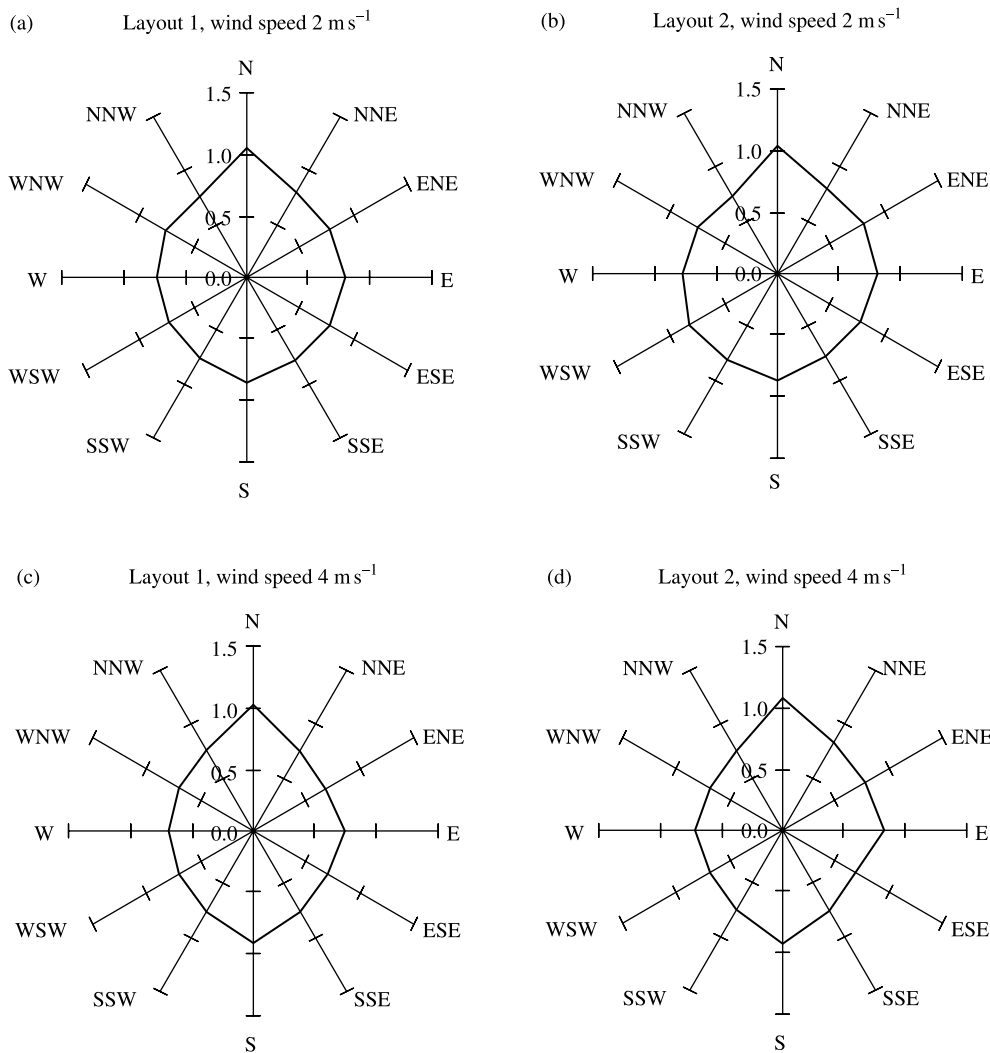 (a) Layout 1, wind speed 2 m s⁻¹
N
1.5
NNW NNE
1.0
WNW ENE
0.5
W 0.0 E
WSW ESE
SSW SSE
S
(b) Layout 2, wind speed 2 m s⁻¹
N
1.5
NNW NNE
1.0
WNW ENE
0.5
W 0.0 E
WSW ESE
SSW SSE
S
(c) Layout 1, wind speed 4 m s⁻¹
N
1.5
NNW NNE
1.0
WNW ENE
0.5
W 0.0 E
WSW ESE
SSW SSE
S
(d) Layout 2, wind speed 4 m s⁻¹
N
1.5
NNW NNE
1.0
WNW ENE
0.5
W 0.0 E
WSW ESE
SSW SSE
S